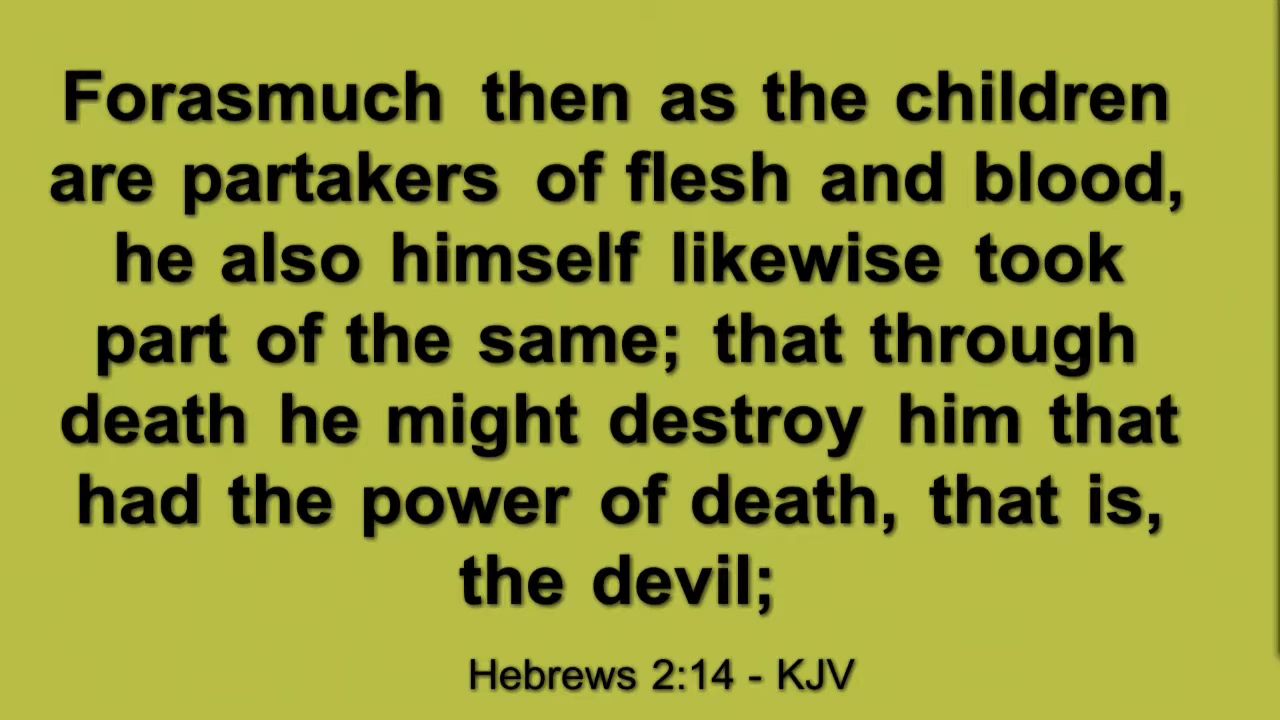 Forasmuch then as the children
are partakers of flesh and blood,
he also himself likewise took
part of the same; that through
death he might destroy him that
had the power of death, that is,
the devil;
Hebrews 2:14 - KJV